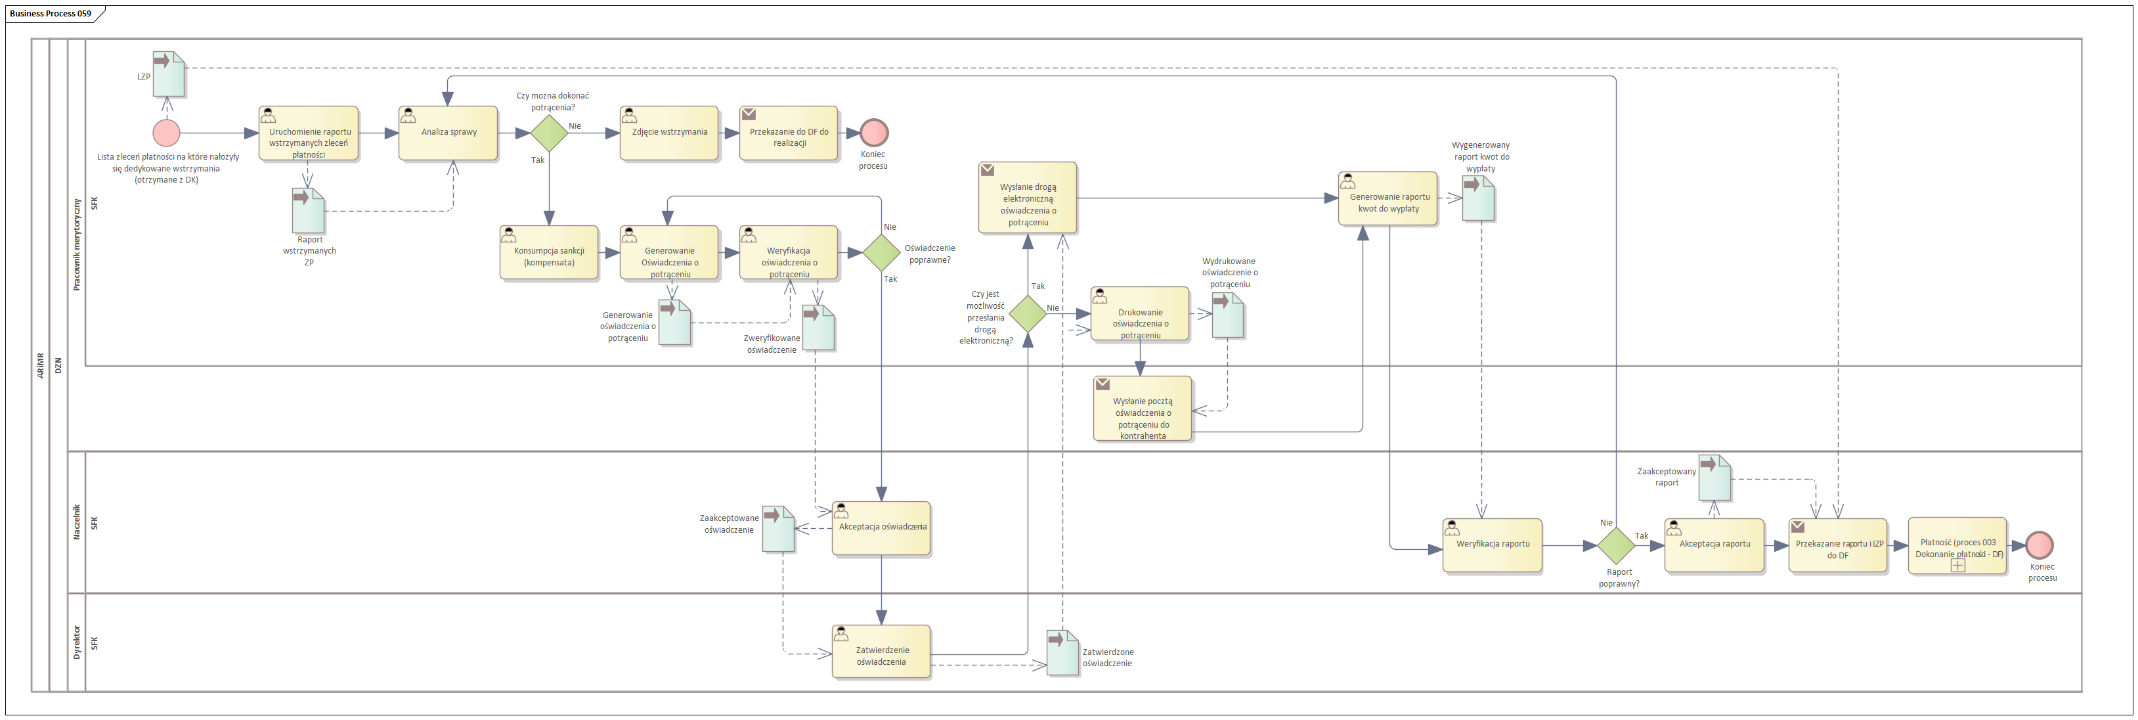 Business Process 059
ARiMR
DZN
Pracownik merytoryczny
SFK
LZP
Lista zleceń płatności na które nałożyły
się dedykowane wstrzymania
(otrzymane z DK)
Uruchomienie raportu
wstrzymanych zleceń
płatności
Raport
wstrzymanych
ZP
Analiza sprawy
Czy można dokonać
potrącenia?
Nie
Tak
Zdjęcie wstrzymania
Przekazanie do DF do
realizacji
Koniec
procesu
Konsumpcja sankcji
(kompensata)
Generowanie
Oświadczenia o
potrąceniu
Weryfikacja
oświadczenia o
potrąceniu
Nie
Oświadczenie
poprawne?
Tak
Generowanie
oświadczenia o
potrąceniu
Zweryfikowane
oświadczenie
Wysłanie drogą
elektroniczną
oświadczenia o
potrąceniu
Czy jest
możliwość
przesłania
drogą
elektroniczną?
Tak
Nie
Drukowanie
oświadczenia o
potrąceniu
Wydrukowane
oświadczenie o
potrąceniu
Wysłanie pocztą
oświadczenia o
potrąceniu do
kontrahenta
Generowanie raportu
kwot do wypłaty
Wygenerowany
raport kwot do
wypłaty
Naczelnik
SFK
Zaakceptowane
oświadczenie
Akceptacja oświadczenia
Weryfikacja raportu
Nie
Tak
Raport
poprawny?
Zaakceptowany
raport
Akceptacja raportu
Przekazanie raportu i LZP
do DF
Płatność (proces 003
Dokonanie płatności - DF)
Koniec
procesu
Dyrektor
SFK
Zatwierdzenie
oświadczenia
Zatwierdzone
oświadczenie